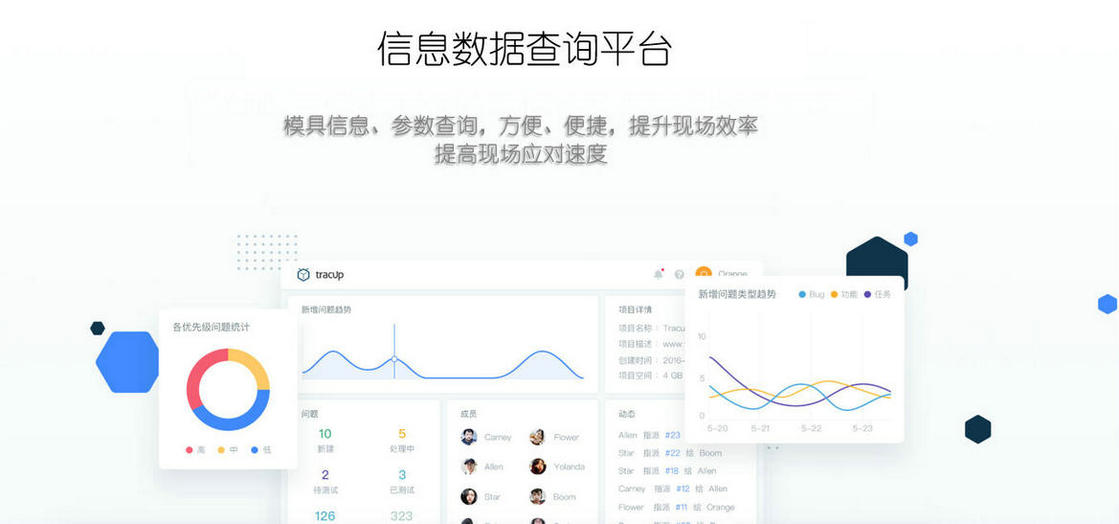 信息数据查询平台
模具信息、参数查询，方便、便捷，提升现场效率
提高现场应对速度
tracup
Orange
新增问题趋势
项目详情
项目名称： Tracu
项目描述： www.
创建时间： 2016-
项目空间： 4 GB
新增问题类型趋势
Bug 功能 任务
10
5
0
5-20 5-21 5-22 5-23
各优先级问题统计
高 中 低
问题
10 5
新建 处理中
2 3
待测试 已测试
126 323
成员
Carney Flower
Allen Yolanda
Star Boom
动态
Allen 指派 #23
Star 指派 #22 给 Boom
Star 指派 #18 给 Allen
Carney 指派 #12 给 Allen
Flower 指派 #11 给 Orange